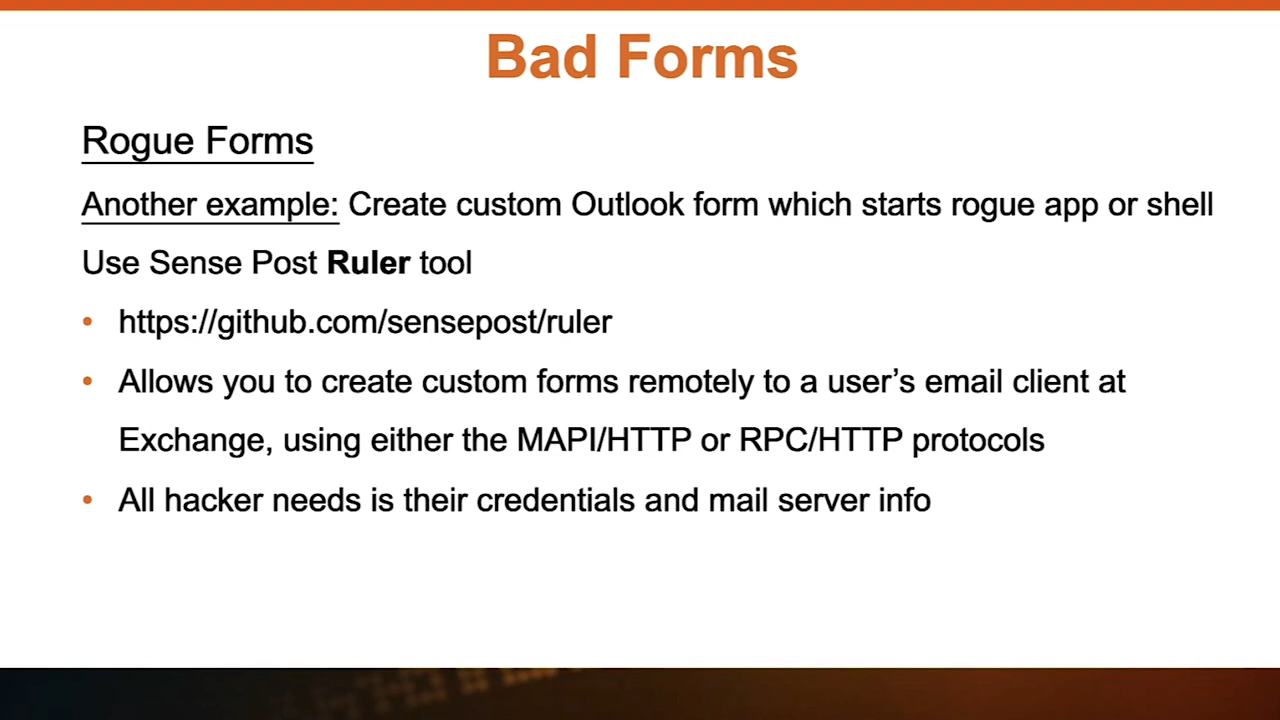 Bad Forms
Rogue Forms
Another example: Create custom Outlook form which starts rogue app or shell
Use Sense Post Ruler tool
• https://github.com/sensepost/ruler
• Allows you to create custom forms remotely to a user’s email client at
Exchange, using either the MAPI/HTTP or RPC/HTTP protocols
• All hacker needs is their credentials and mail server info